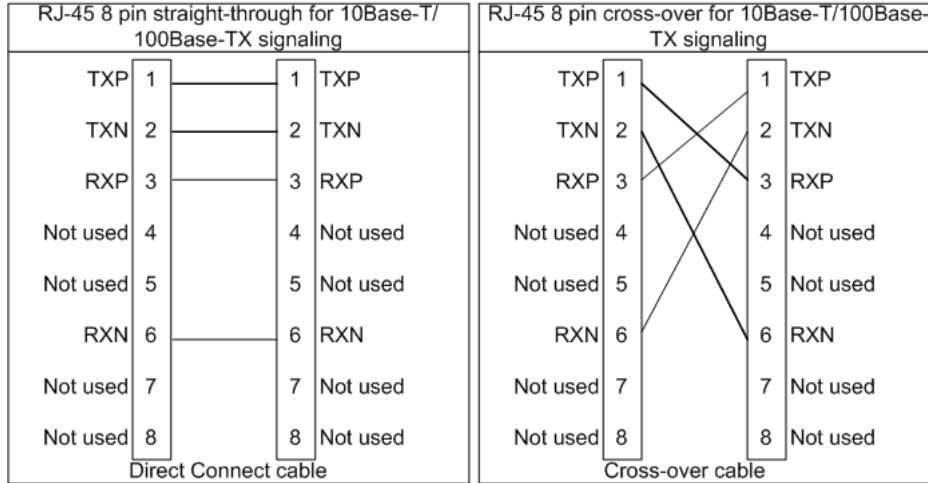 RJ-45 8 pin straight-through for 10Base-T/
100Base-TX signaling
TXP 1 1 TXP
TXN 2 2 TXN
RXP 3 3 RXP
Not used 4 4 Not used
Not used 5 5 Not used
RXN 6 6 RXN
Not used 7 7 Not used
Not used 8 8 Not used
Direct Connect cable
RJ-45 8 pin cross-over for 10Base-T/100Base-
TX signaling
TXP 1 1 TXP
TXN 2 2 TXN
RXP 3 3 RXP
Not used 4 4 Not used
Not used 5 5 Not used
RXN 6 6 RXN
Not used 7 7 Not used
Not used 8 8 Not used
Cross-over cable